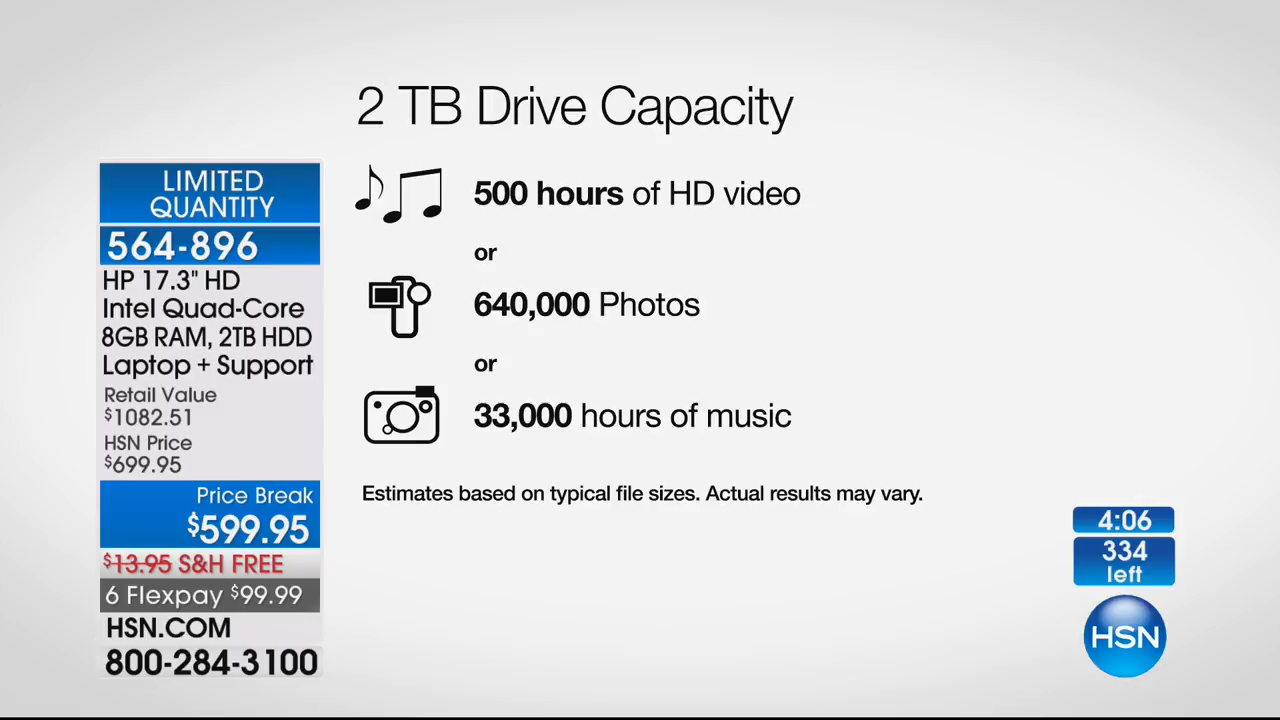 2 TB Drive Capacity
500 hours of HD video
or
640,000 Photos
or
33,000 hours of music
Estimates based on typical file sizes. Actual results may vary.
LIMITED
QUANTITY
564-896
HP 17.3" HD
Intel Quad-Core
8GB RAM, 2TB HDD
Laptop + Support
Retail Value
$1082.51
HSN Price
$699.95
Price Break
$599.95
$13.95 S&H FREE
6 Flexpay $99.99
HSN.COM
800-284-3100
4:06
334
left
HSN